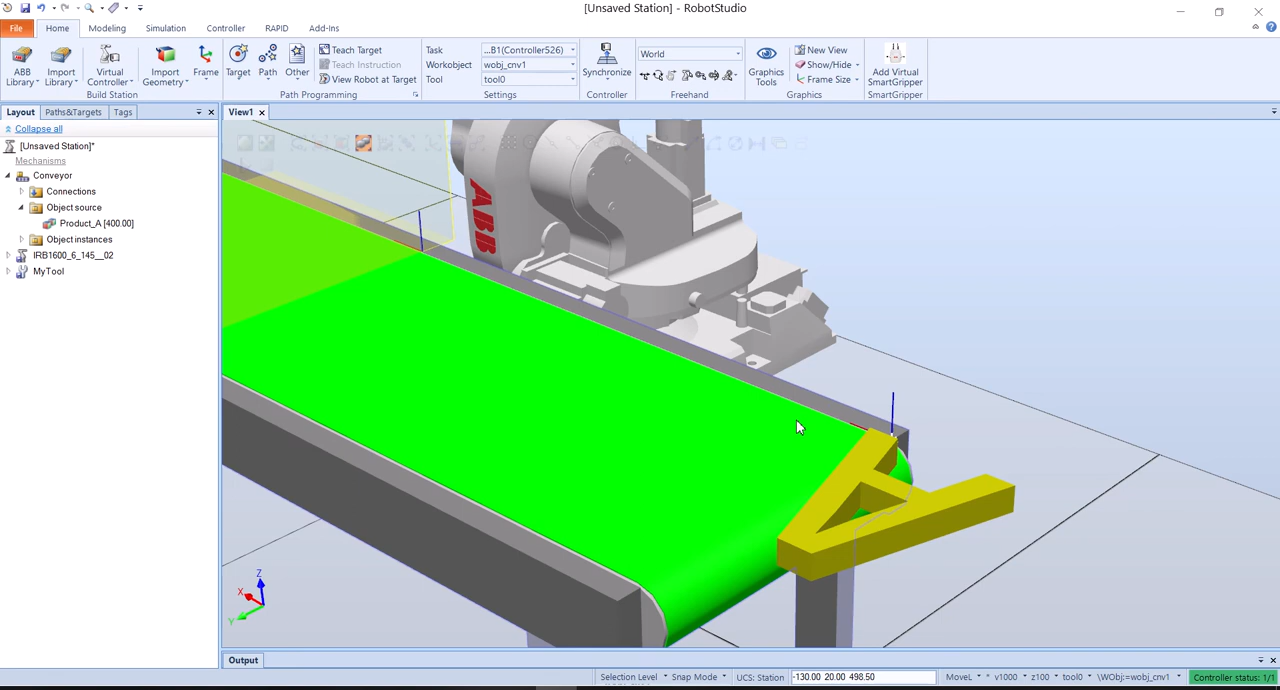 [Unsaved Station] - RobotStudio
File Home Modeling Simulation Controller RAPID Add-Ins
ABB Library
Import Library
Virtual Controller
Import Geometry
Frame
Build Station
Target
Path
Other
Teach Target
Teach Instruction
View Robot at Target
Path Programming
Task ...B1(Controller526)
Workobject wobj_cnv1
Tool tool0
Settings
Synchronize
Controller
World
Freehand
Graphics Tools
New View
Show/Hide
Frame Size
Graphics
Add Virtual SmartGripper
SmartGripper
Layout Paths&Targets Tags
View1
Collapse all
[Unsaved Station]*
Mechanisms
Conveyor
Connections
Object source
Product_A [400.00]
Object instances
IRB1600_6_145__02
MyTool
ABB
Z
X
Y
Output
Selection Level Snap Mode UCS: Station -130.00 20.00 498.50 MoveL * v1000 z100 tool0 \WObj:=wobj_cnv1 Controller status: 1/1